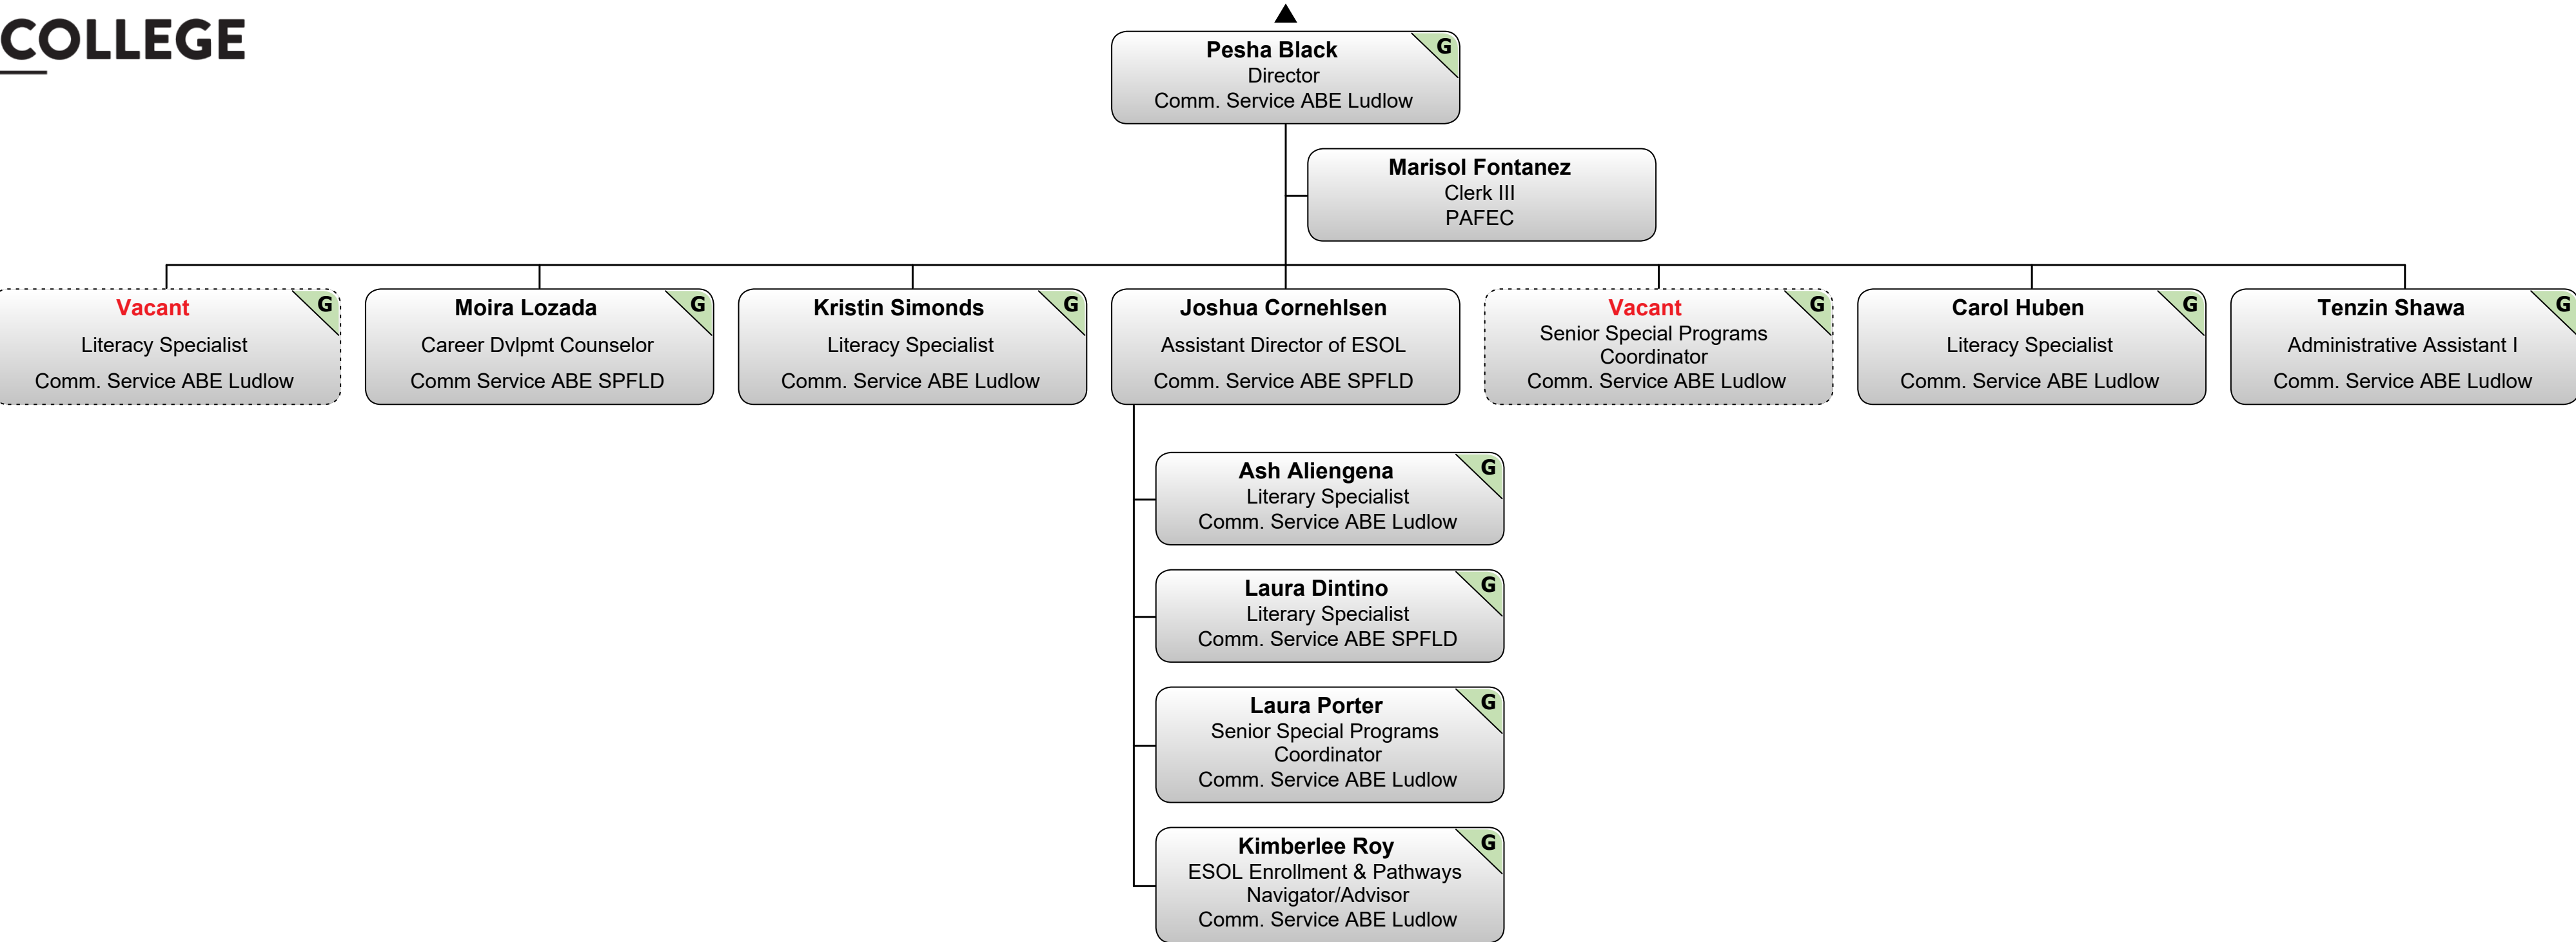 COLLEGE
Pesha Black
G
Director
Comm. Service ABE Ludlow
Marisol Fontanez
Clerk III
PAFEC
Vacant
G
Literacy Specialist
Comm. Service ABE Ludlow
Moira Lozada
G
Career Dvlpmt Counselor
Comm Service ABE SPFLD
Kristin Simonds
G
Literacy Specialist
Comm. Service ABE Ludlow
Joshua Cornehlsen
Assistant Director of ESOL
Comm. Service ABE SPFLD
Vacant
G
Senior Special Programs
Coordinator
Comm. Service ABE Ludlow
Carol Huben
G
Literacy Specialist
Comm. Service ABE Ludlow
Tenzin Shawa
G
Administrative Assistant I
Comm. Service ABE Ludlow
Ash Aliengena
G
Literary Specialist
Comm. Service ABE Ludlow
Laura Dintino
G
Literary Specialist
Comm. Service ABE SPFLD
Laura Porter
G
Senior Special Programs
Coordinator
Comm. Service ABE Ludlow
Kimberlee Roy
G
ESOL Enrollment & Pathways
Navigator/Advisor
Comm. Service ABE Ludlow